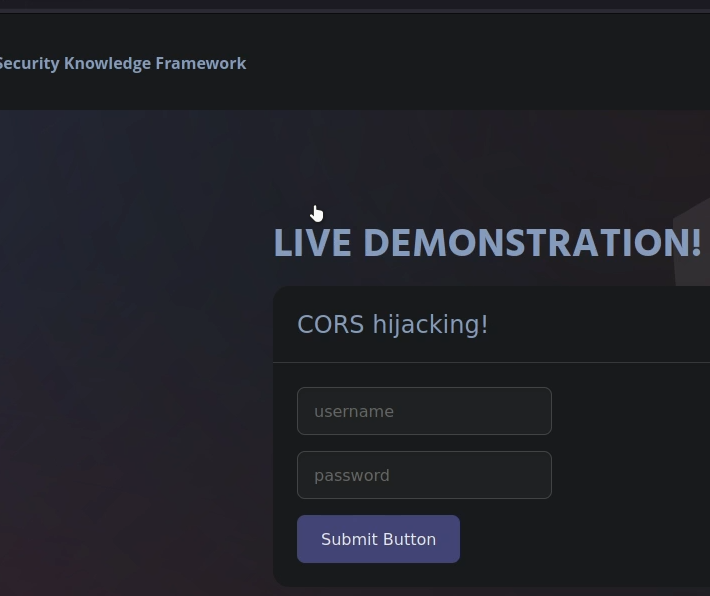 Security Knowledge Framework
LIVE DEMONSTRATION!
CORS hijacking!
username
password
Submit Button